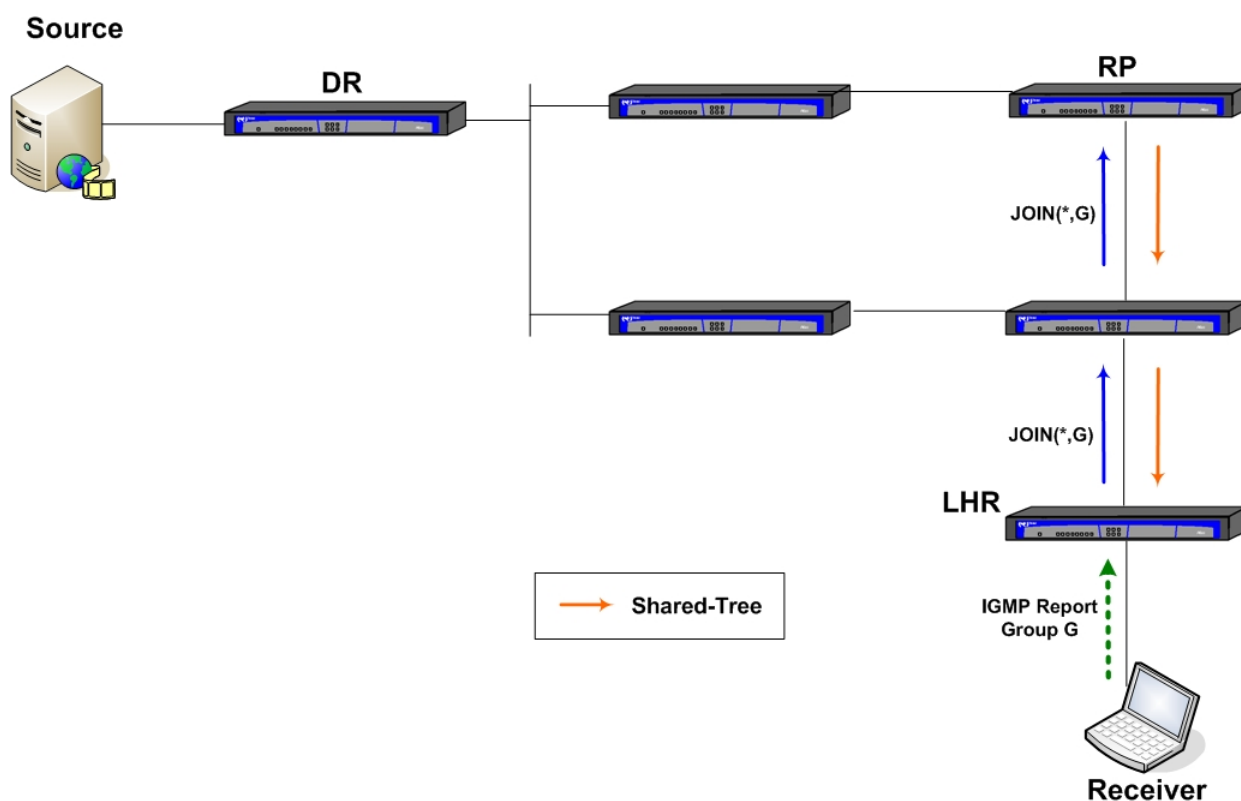 Source
DR
RP
JOIN(*,G)
JOIN(*,G)
LHR
Shared-Tree
IGMP Report
Group G
Receiver